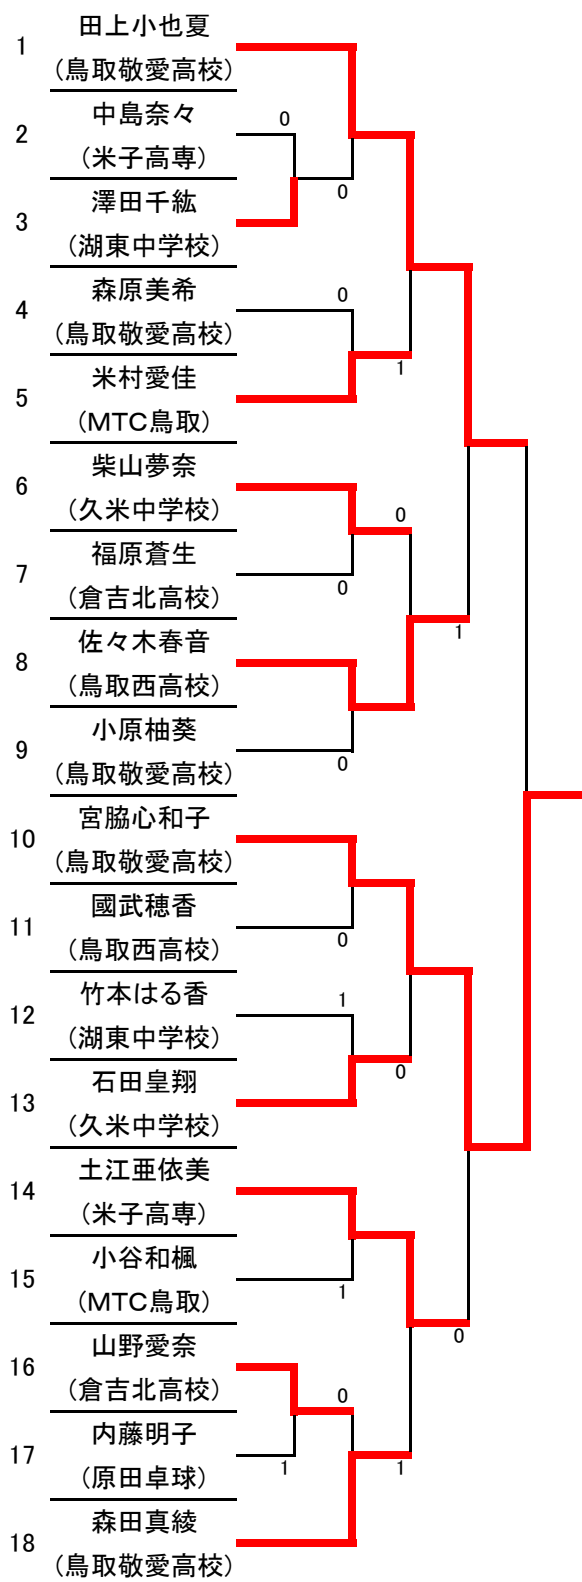 田上小也夏
1
(鳥取敬愛高校)
中島奈々
0
2
(米子高専)
0
澤田千紘
3
(湖東中学校)
森原美希
0
4
(鳥取敬愛高校)
米村愛佳
1
5
(MTC鳥取)
柴山夢奈
6
(久米中学校)
0
福原蒼生
7
0
(倉吉北高校)
佐々木春音
1
8
(鳥取西高校)
小原柚葵
9
0
(鳥取敬愛高校)
宮脇心和子
10
(鳥取敬愛高校)
國武穂香
11
0
(鳥取西高校)
竹本はる香
1
12
(湖東中学校)
石田皇翔
0
13
(久米中学校)
土江亜依美
14
(米子高専)
小谷和楓
15
1
(MTC鳥取)
山野愛奈
0
16
(倉吉北高校)
0
内藤明子
17
1
1
(原田卓球)
森田真綾
18
(鳥取敬愛高校)